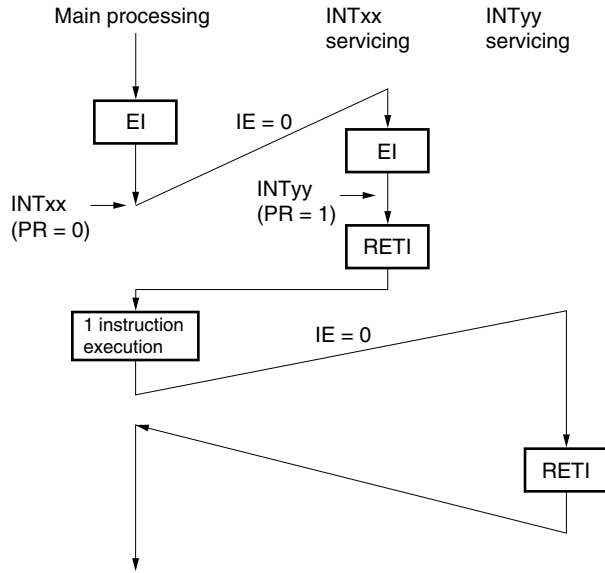 Main processing
INTxx
servicing
INTyy
servicing
EI
IE = 0
EI
INTxx
(PR = 0)
INTyy
(PR = 1)
RETI
1 instruction
execution
IE = 0
RETI